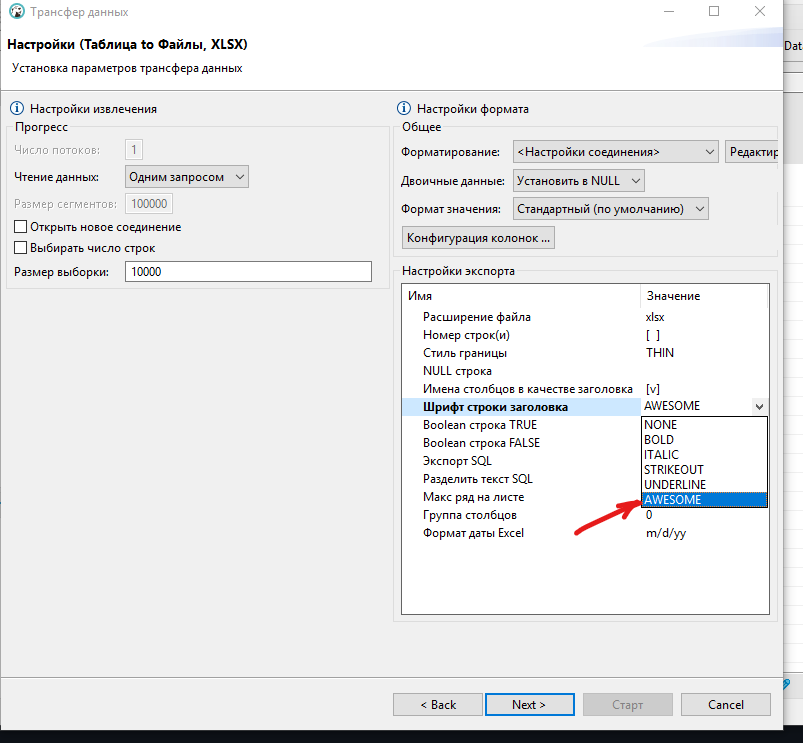 Трансфер данных
Настройки (Таблица to Файлы, XLSX)
Установка параметров трансфера данных
Dat
Настройки извлечения
Прогресс
Число потоков: 1
Чтение данных: Одним запросом
Размер сегментов: 100000
Открыть новое соединение
Выбирать число строк
Размер выборки: 10000
Настройки формата
Общее
Форматирование: <Настройки соединения> Редактир
Двоичные данные: Установить в NULL
Формат значения: Стандартный (по умолчанию)
Конфигурация колонок ...
Настройки экспорта
Имя Значение
Расширение файла xlsx
Номер строк(и) [ ]
Стиль границы THIN
NULL строка
Имена столбцов в качестве заголовка [v]
Шрифт строки заголовка AWESOME
Boolean строка TRUE
Boolean строка FALSE
Экспорт SQL
Разделить текст SQL
Макс ряд на листе
Группа столбцов 0
Формат даты Excel m/d/yy
NONE
BOLD
ITALIC
STRIKEOUT
UNDERLINE
AWESOME
< Back Next > Старт Cancel